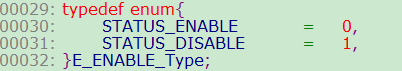 00029: typedef enum{
00030:     STATUS_ENABLE        =   0,
00031:     STATUS_DISABLE       =   1,
00032: }E_ENABLE_Type;